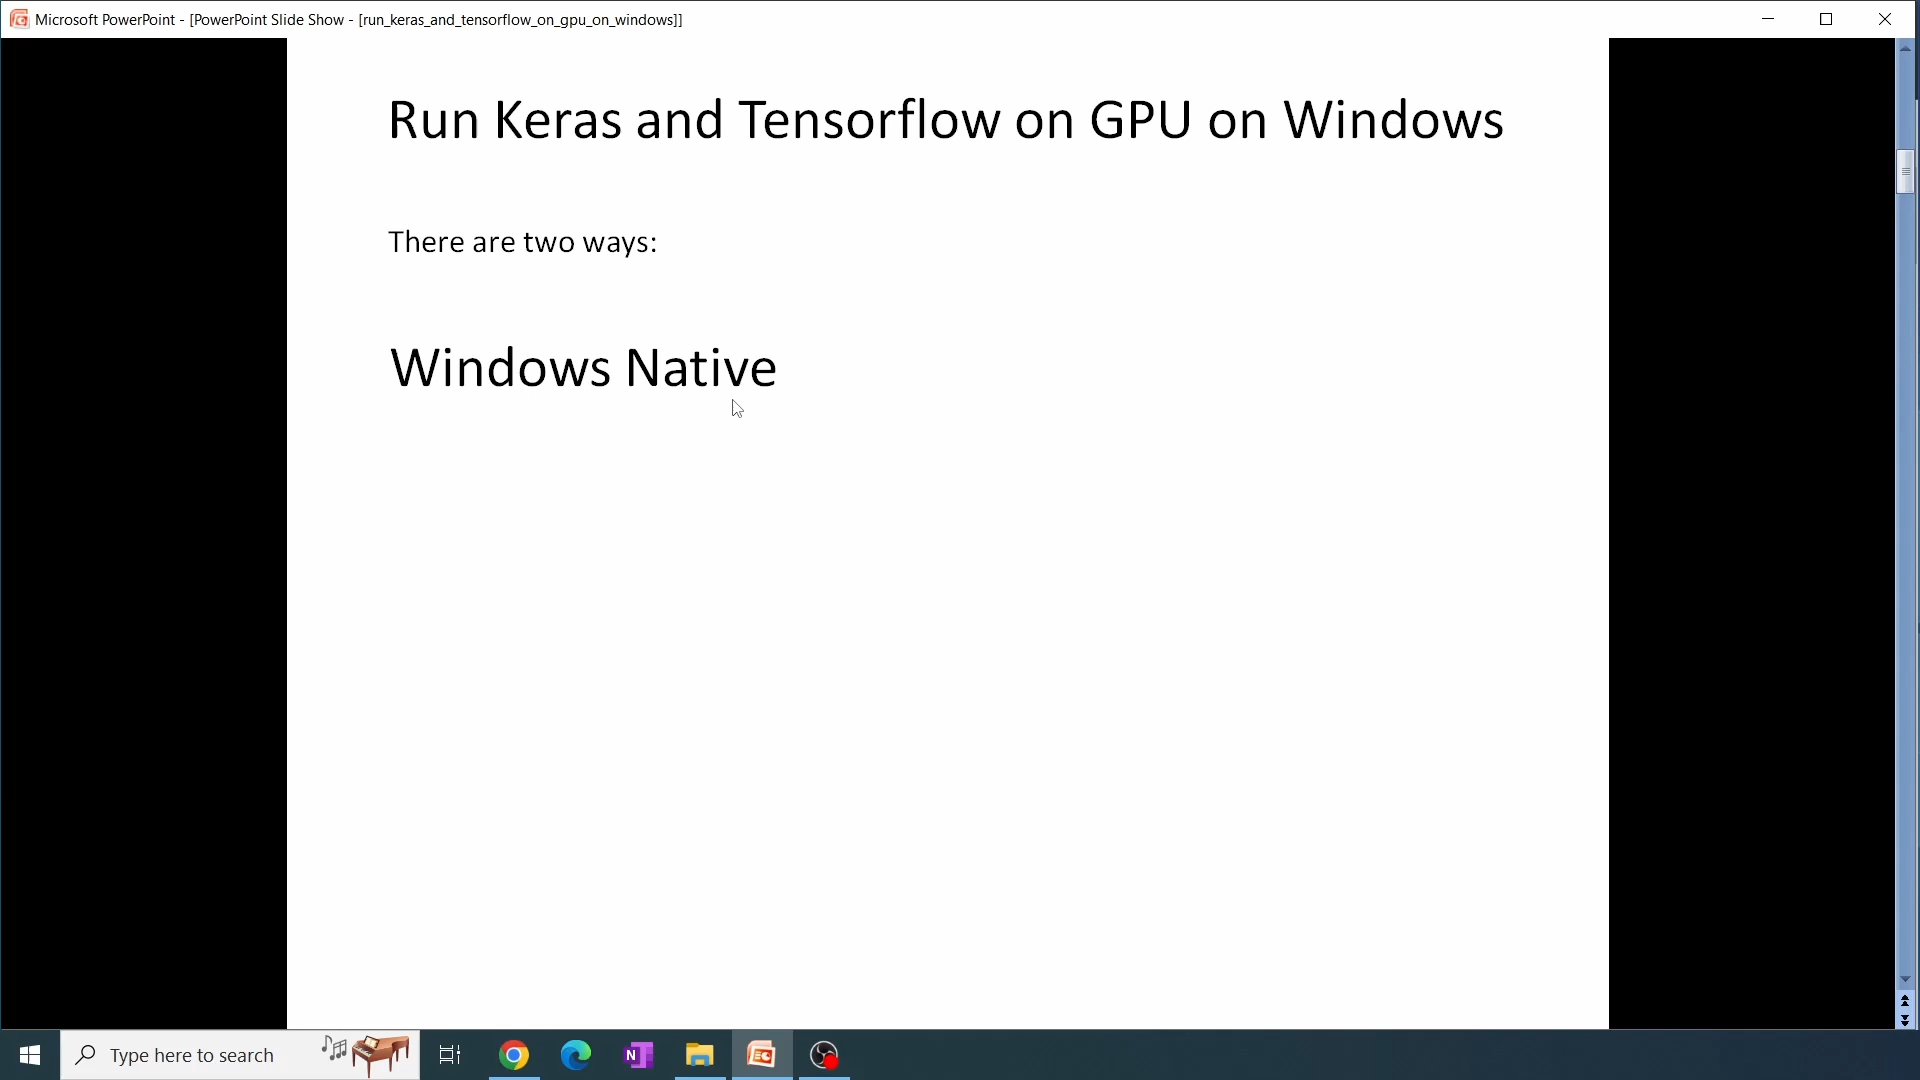 Microsoft PowerPoint - [PowerPoint Slide Show - [run_keras_and_tensorflow_on_gpu_on_windows]]
Run Keras and Tensorflow on GPU on Windows
There are two ways:
Windows Native
Type here to search